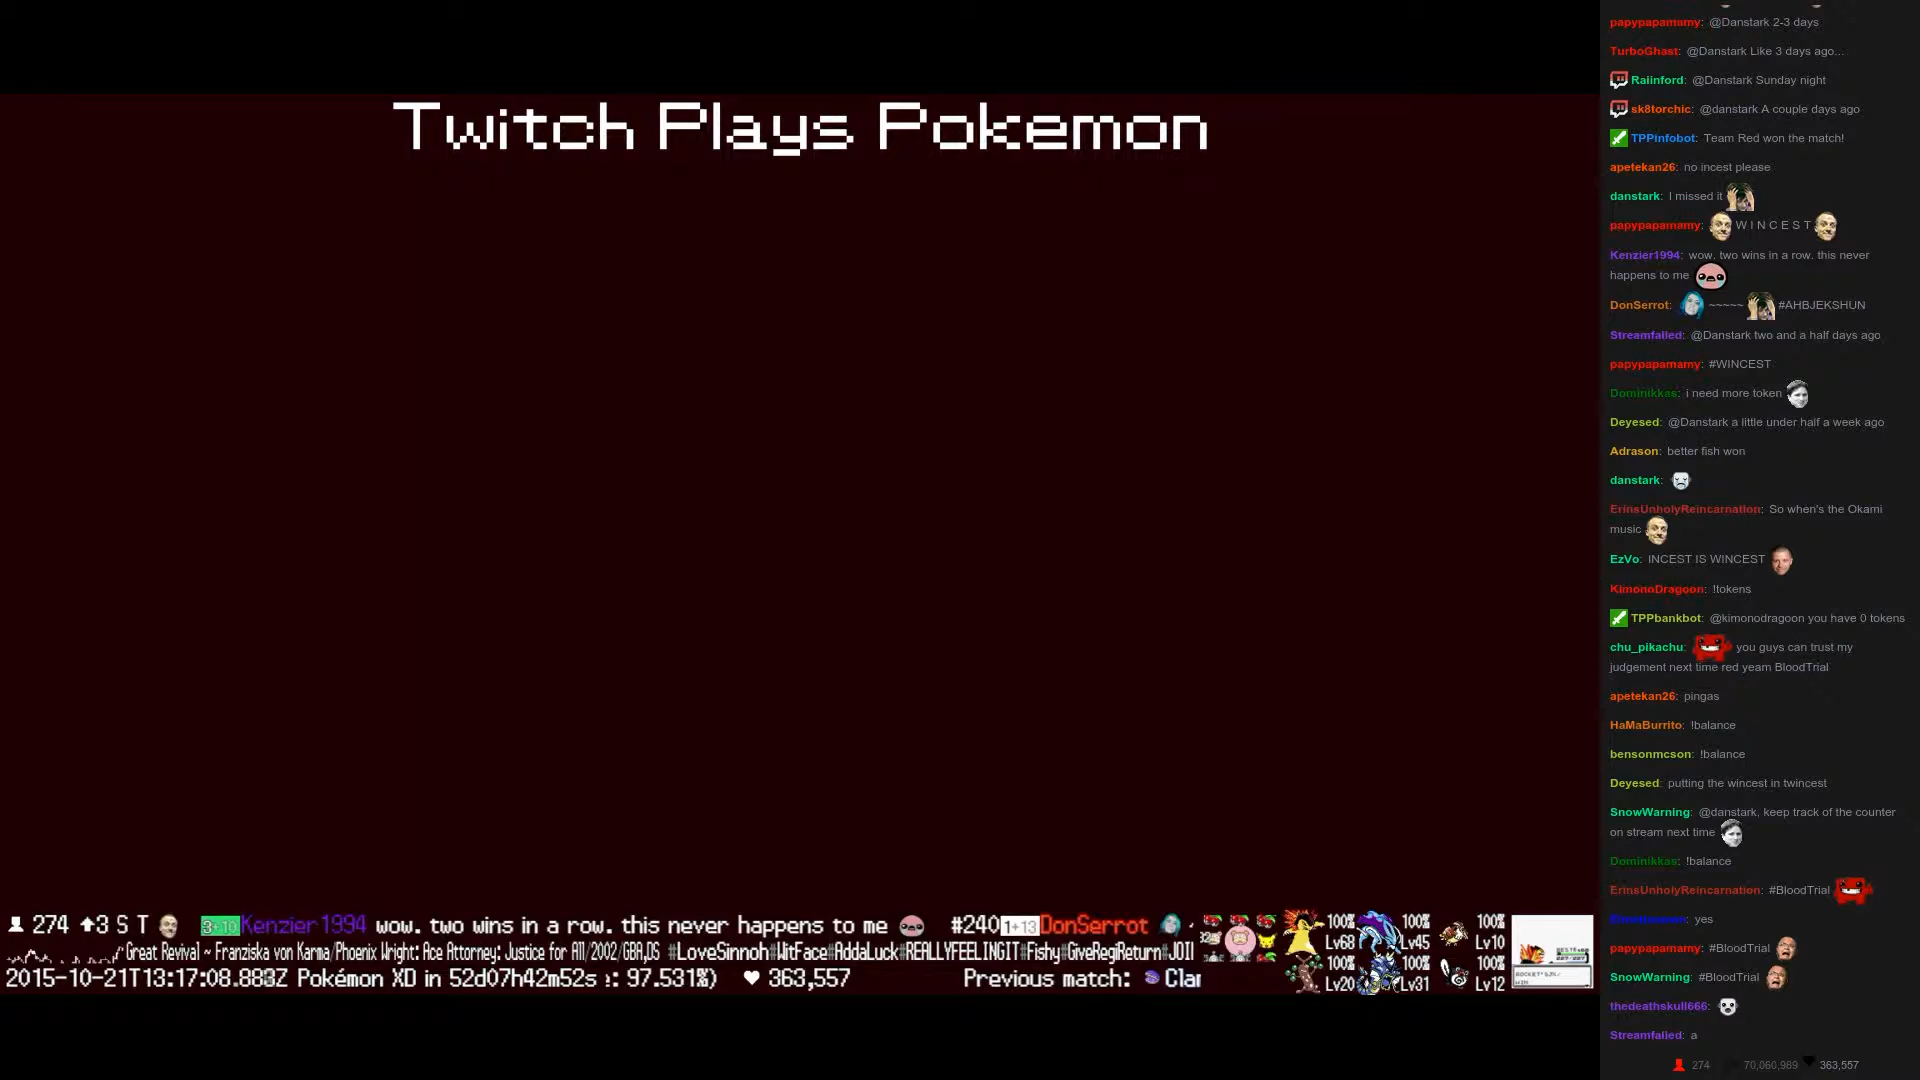 Twitch Plays Pokemon
274 3 S T 3+10 Kenzier1994 wow. two wins in a row. this never happens to me #240 1+13 DonSerrot
Great Revival ~ Franziska von Karma/Phoenix Wright: Ace Attorney: Justice for All/2002/GBA,DS #LoveSinnoh#WitFace#AddaLuck#REALLYFEELINGIT#Fishy#GiveRegiReturn#JOII
2015-10-21T13:17:08.888Z Pokémon XD in 52d07h42m52s 97.531%) 363,557 Previous match: Clar
100% 100% 100%
Lv68 Lv45 Lv10
100% 100% 100%
Lv20 Lv31 Lv12
papypapamamy: @Danstark 2-3 days
TurboGhast: @Danstark Like 3 days ago...
Raiinford: @Danstark Sunday night
sk8torchic: @danstark A couple days ago
TPPinfobot: Team Red won the match!
apetekan26: no incest please
danstark: I missed it
papypapamamy: W I N C E S T
Kenzier1994: wow. two wins in a row. this never
happens to me
DonSerrot: ~~~~~ #AHBJEKSHUN
Streamfalled: @Danstark two and a half days ago
papypapamamy: #WINCEST
Dominikkas: i need more token
Deyesed: @Danstark a little under half a week ago
Adrason: better fish won
danstark:
ErinsUnholyReincarnation: So when's the Okami
music
EzVo: INCEST IS WINCEST
KimonoDragoon: !tokens
TPPbankbot: @kimonodragoon you have 0 tokens
chu_pikachu: you guys can trust my
judgement next time red yeam BloodTrial
apetekan26: pingas
HaMaBurrito: !balance
bensonmcson: !balance
Deyesed: putting the wincest in twincest
SnowWarning: @danstark, keep track of the counter
on stream next time
Dominikkas: !balance
ErinsUnholyReincarnation: #BloodTrial
yes
papypapamamy: #BloodTrial
SnowWarning: #BloodTrial
thedeathskull666:
Streamfalled: a
274 70,060,989 363,557